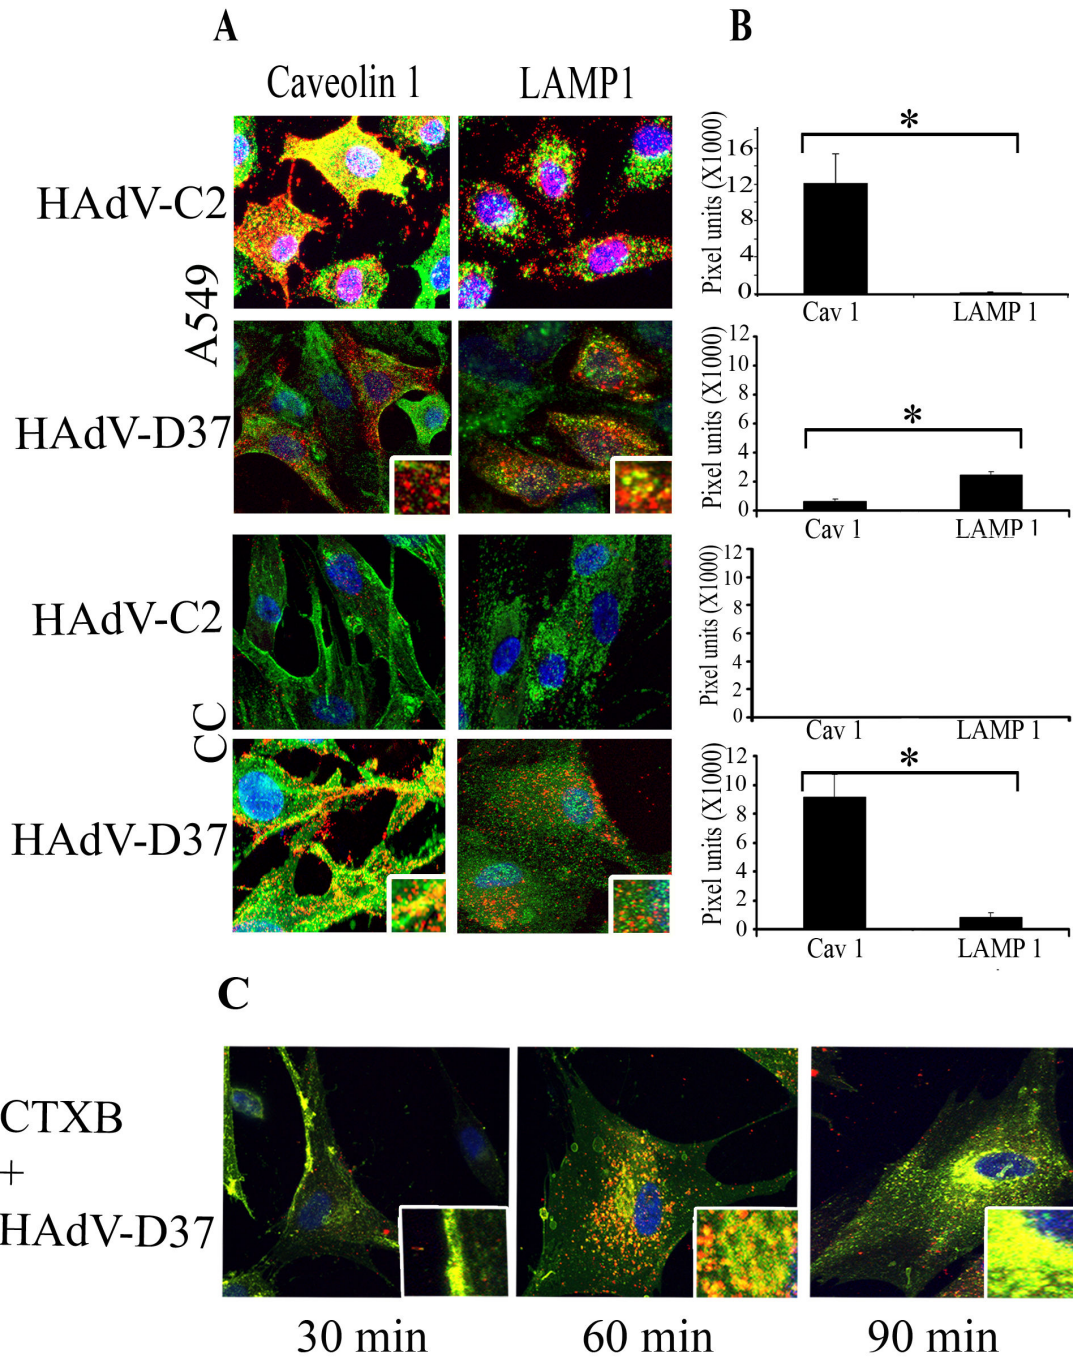 A
B
Caveolin 1
LAMP1
HAdV-C2
A549
HAdV-D37
HAdV-C2
CC
HAdV-D37
Pixel units (X1000)
16
12
8
4
0
Cav 1
LAMP 1
*
Pixel units (X1000)
12
10
8
6
4
2
0
Cav 1
LAMP 1
*
Pixel units (X1000)
12
10
8
6
4
2
0
Cav 1
LAMP 1
Pixel units (X1000)
12
10
8
6
4
2
0
Cav 1
LAMP 1
*
C
CTXB
+
HAdV-D37
30 min
60 min
90 min